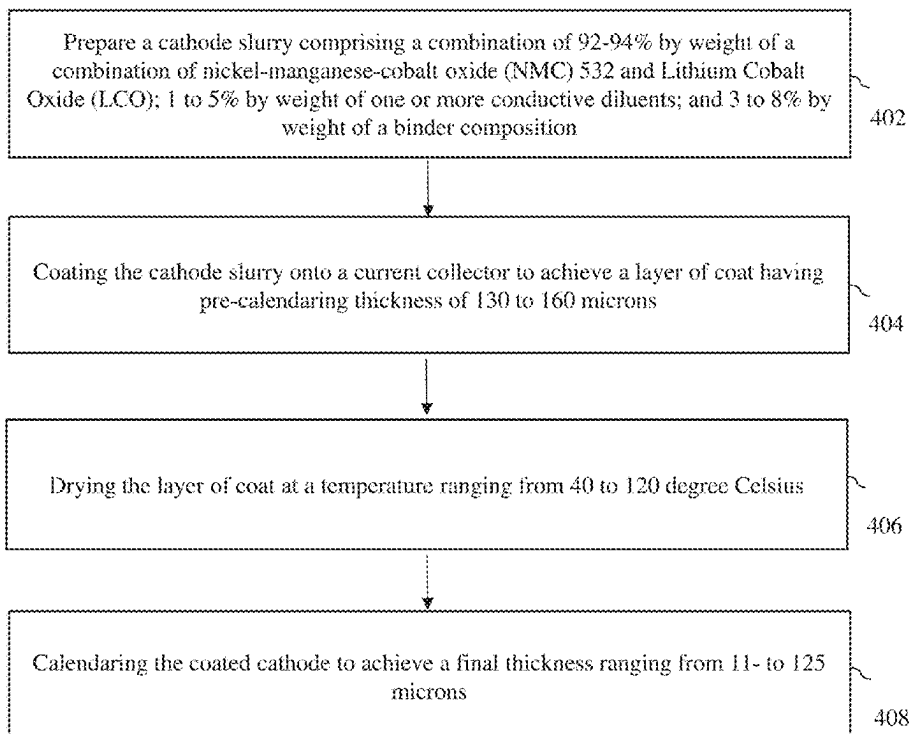 Prepare a cathode slurry comprising a combination of 92-94% by weight of a
combination of nickel-manganese-cobalt oxide (NMC) 532 and Lithium Cobalt
Oxide (LCO); 1 to 5% by weight of one or more conductive diluents; and 3 to 8% by
weight of a binder composition
402
Coating the cathode slurry onto a current collector to achieve a layer of coat having
pre-calendaring thickness of 130 to 160 microns
404
Drying the layer of coat at a temperature ranging from 40 to 120 degree Celsius
406
Calendaring the coated cathode to achieve a final thickness ranging from 11- to 125
microns
408